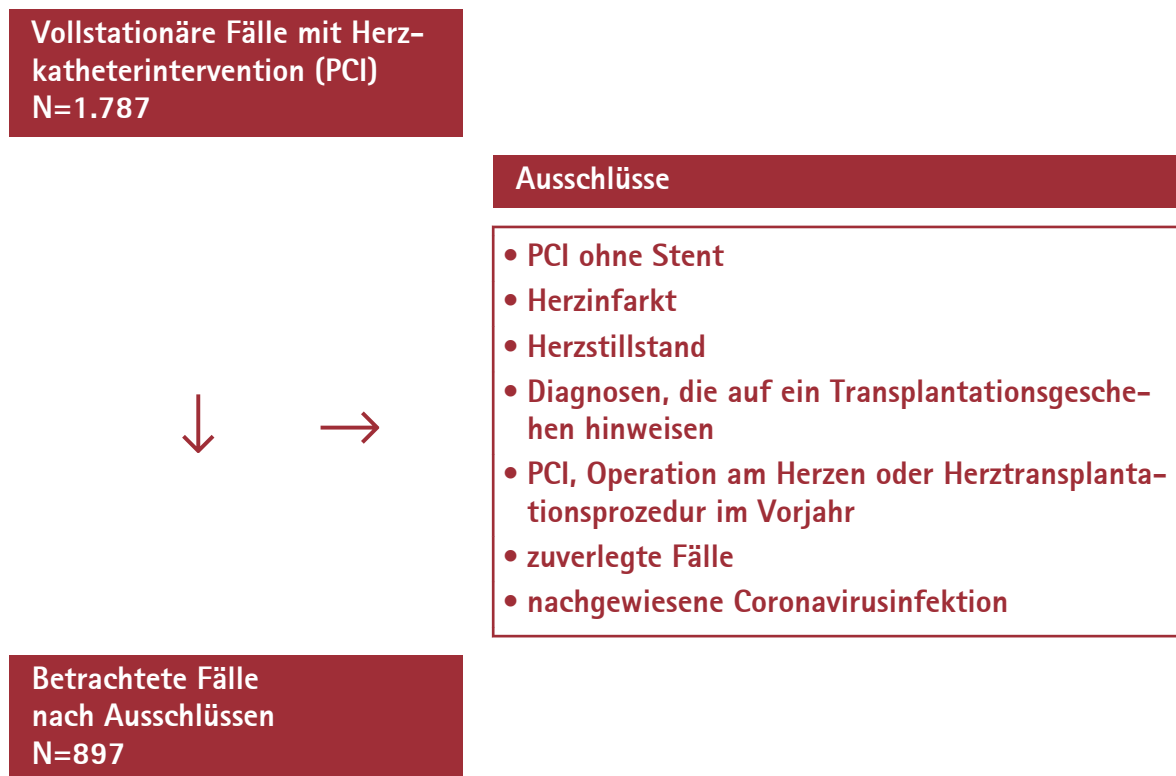 Vollstationäre Fälle mit Herz-
katheterintervention (PCI)
N=1.787
Ausschlüsse
• PCI ohne Stent
• Herzinfarkt
• Herzstillstand
• Diagnosen, die auf ein Transplantationsgesche-
hen hinweisen
• PCI, Operation am Herzen oder Herztransplanta-
tionsprozedur im Vorjahr
• zuverlegte Fälle
• nachgewiesene Coronavirusinfektion
Betrachtete Fälle
nach Ausschlüssen
N=897